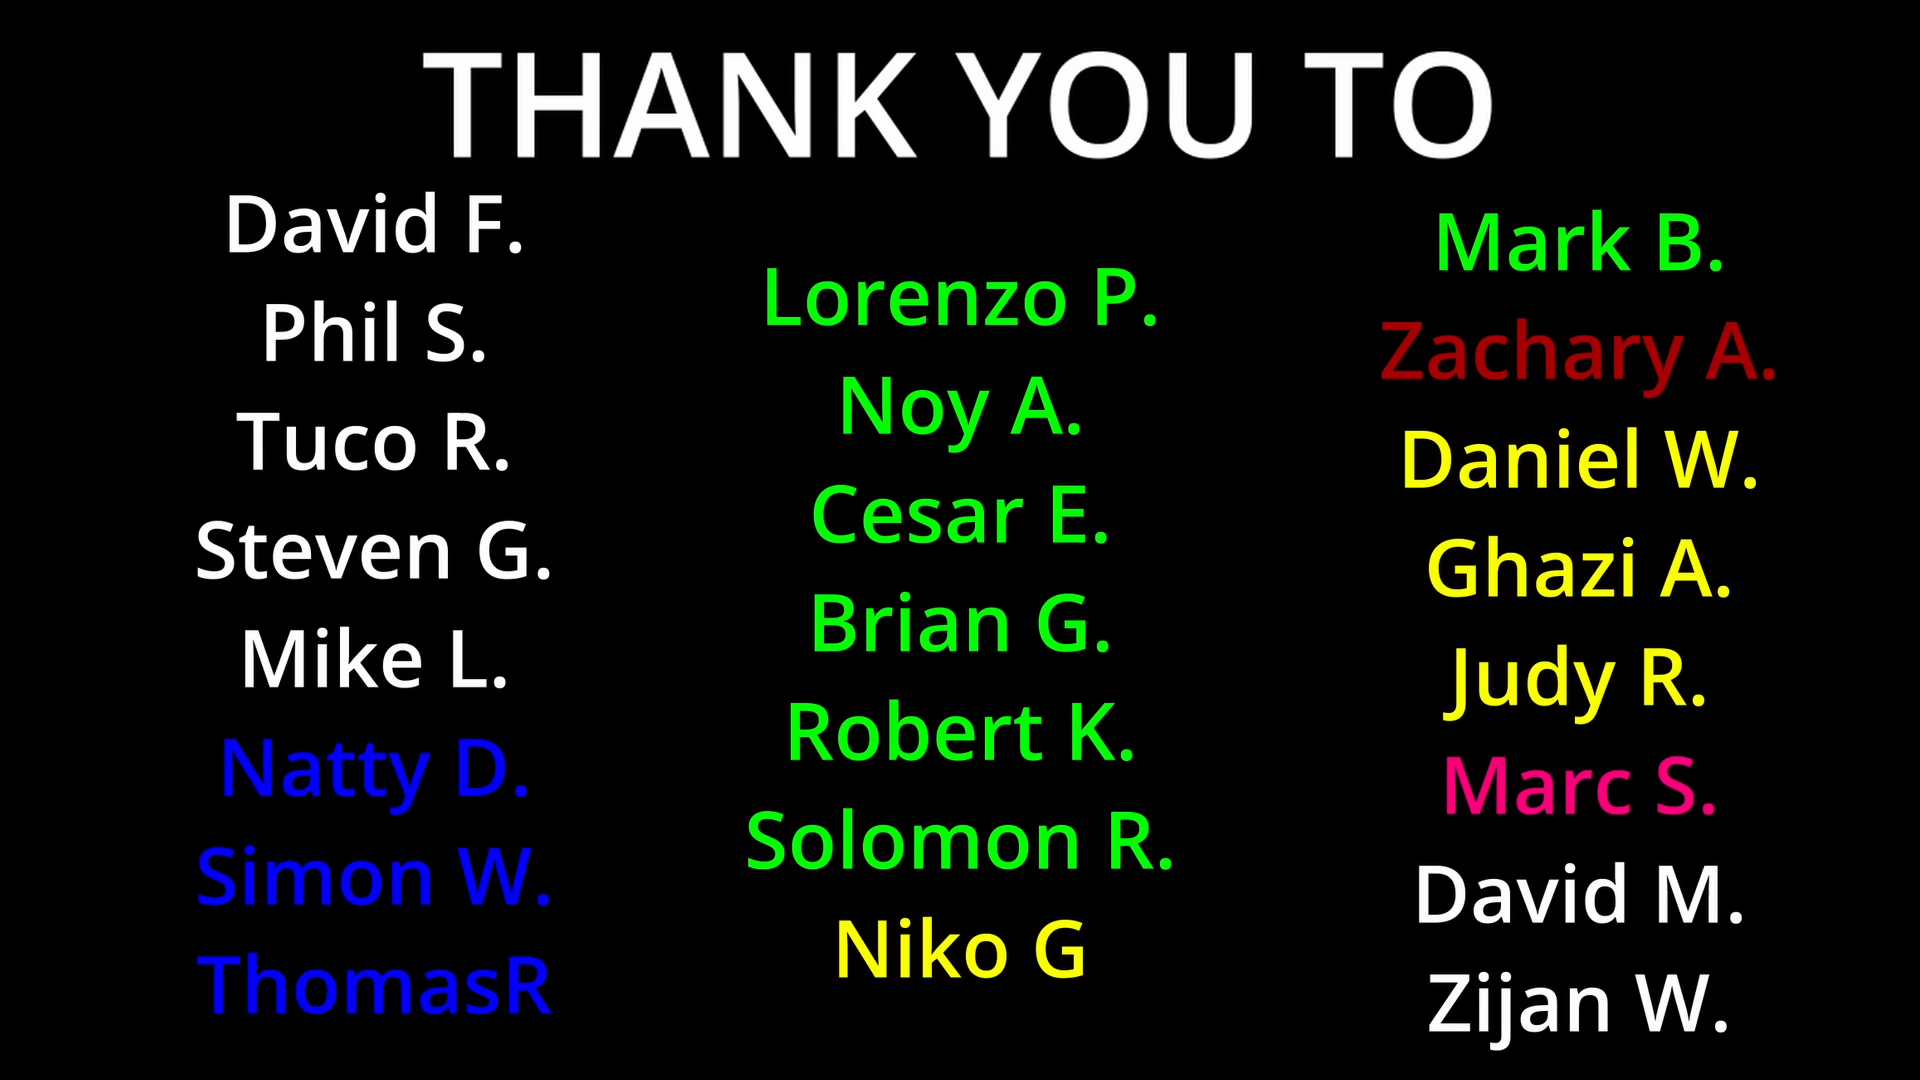 THANK YOU TO
David F.
Phil S.
Tuco R.
Steven G.
Mike L.
Natty D.
Simon W.
ThomasR
Lorenzo P.
Noy A.
Cesar E.
Brian G.
Robert K.
Solomon R.
Niko G
Mark B.
Zachary A.
Daniel W.
Ghazi A.
Judy R.
Marc S.
David M.
Zijan W.